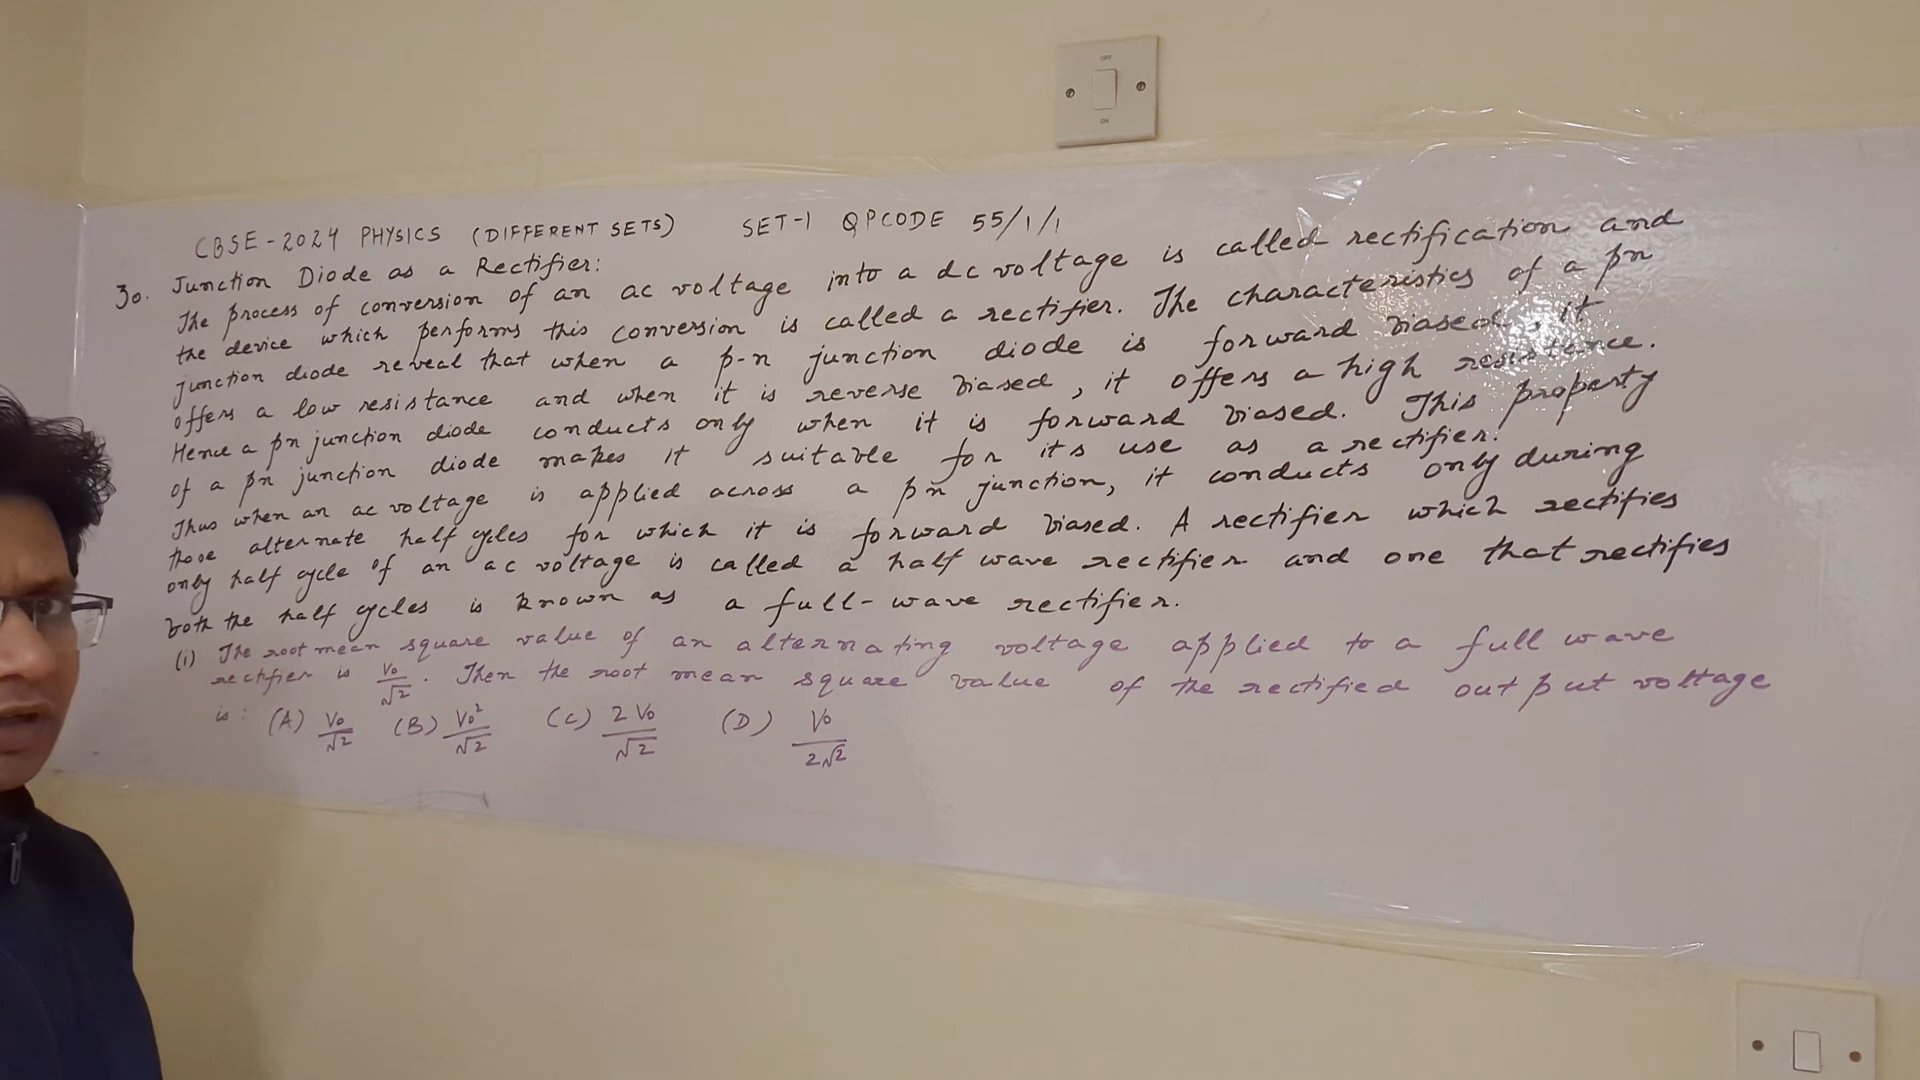 OFF
ON
CBSE-2024 PHYSICS (DIFFERENT SETS) SET-1 QPCODE 55/1/1
30. Junction Diode as a Rectifier:
The process of conversion of an ac voltage into a dc voltage is called rectification and
the device which performs this conversion is called a rectifier. The characteristics of a pn
junction diode reveal that when a p-n junction diode is forward biased, it
offers a low resistance and when it is reverse biased, it offers a high resistance.
Hence a pn junction diode conducts only when it is forward biased. This property
of a pn junction diode makes it suitable for it's use as a rectifier.
Thus when an ac voltage is applied across a pn junction, it conducts only during
those alternate half cycles for which it is forward biased. A rectifier which rectifies
only half cycle of an ac voltage is called a half wave rectifier and one that rectifies
both the half cycles is known as a full-wave rectifier.
(i) The root mean square value of an alternating voltage applied to a full wave
rectifier is V₀/√2. Then the root mean square value of the rectified output voltage
is: (A) V₀/√2 (B) V₀²/√2 (C) 2V₀/√2 (D) V₀/2√2